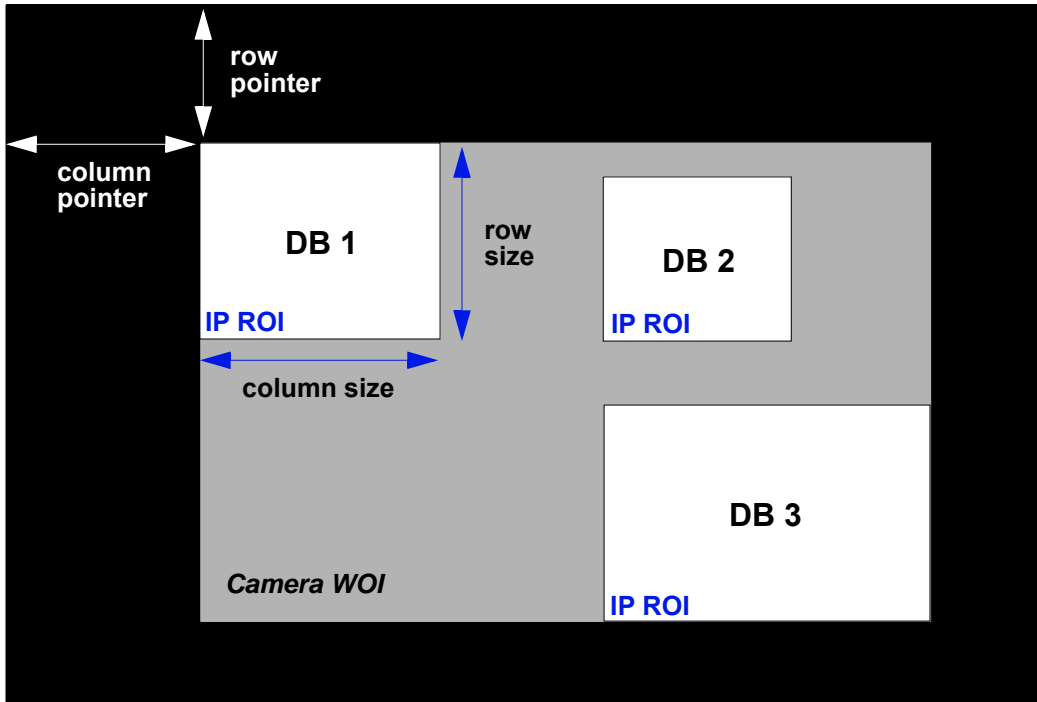 row
pointer
column
pointer
DB 1
row
size
DB 2
IP ROI
IP ROI
column size
DB 3
Camera WOI
IP ROI